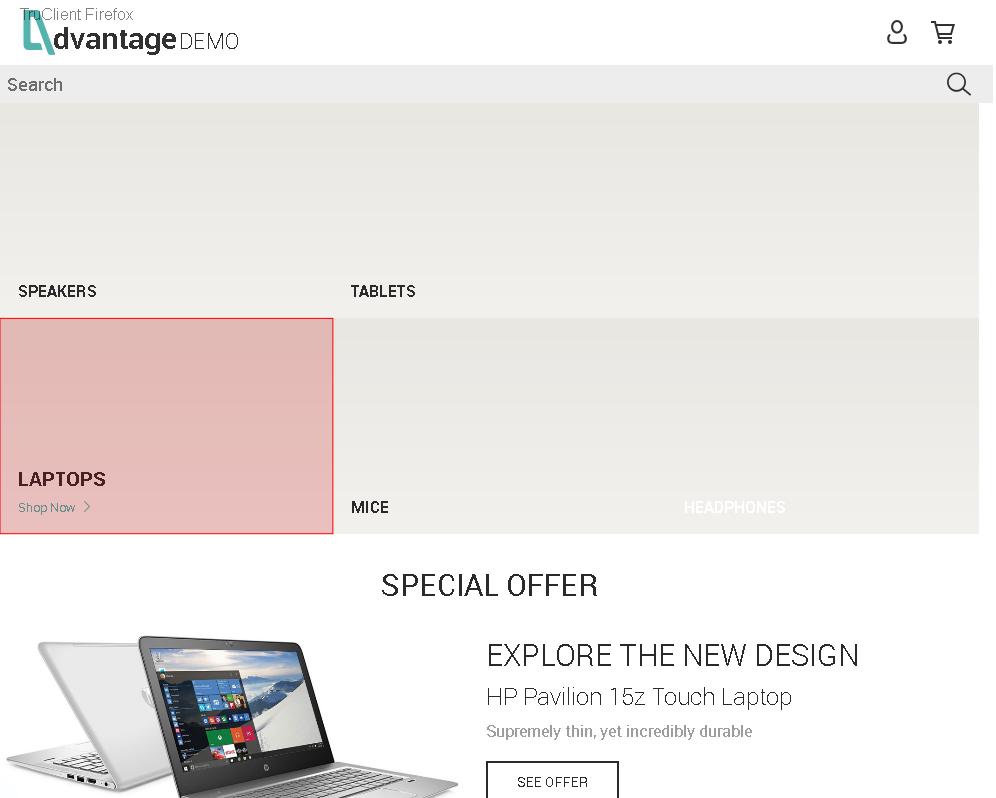 TruClient Firefox
dvantage DEMO
Search
SPEAKERS
TABLETS
LAPTOPS
Shop Now
MICE
HEADPHONES
SPECIAL OFFER
EXPLORE THE NEW DESIGN
HP Pavilion 15z Touch Laptop
Supremely thin, yet incredibly durable
SEE OFFER